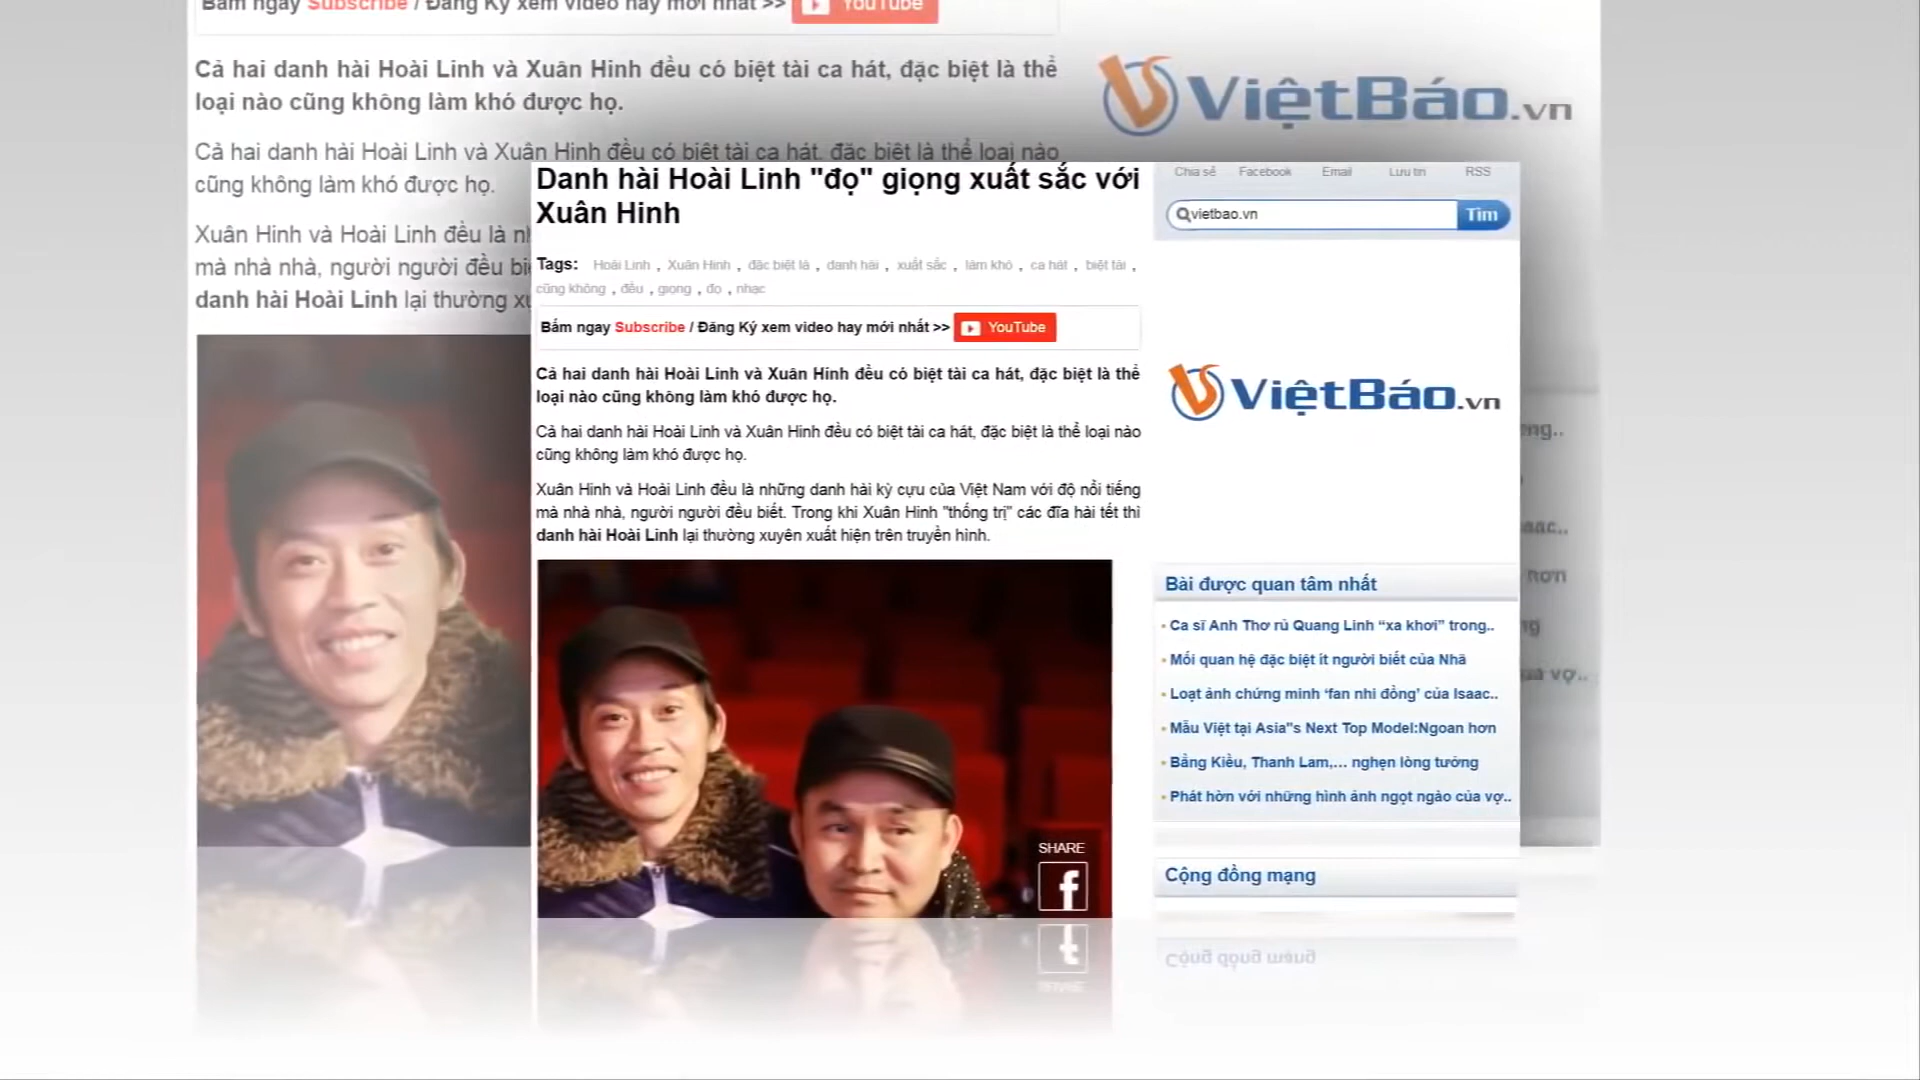 Bấm ngay Subscribe / Đăng Ký xem video hay mới nhất >> YouTube
Cả hai danh hài Hoài Linh và Xuân Hinh đều có biệt tài ca hát, đặc biệt là thể
loại nào cũng không làm khó được họ.
Cả hai danh hài Hoài Linh và Xuân Hinh đều có biệt tài ca hát, đặc biệt là thể loại nào
cũng không làm khó được họ.
Xuân Hinh và Hoài Linh đều là
mà nhà nhà, người người đều
danh hài Hoài Linh lại thường
ViệtBáo.vn
Danh hài Hoài Linh "đọ" giọng xuất sắc với
Xuân Hinh
Tags: Hoài Linh , Xuân Hinh , đặc biệt là , danh hài , xuất sắc , làm khó , ca hát , biệt tài ,
cũng không , đều , giọng , đọ , nhạc
Bấm ngay Subscribe / Đăng Ký xem video hay mới nhất >> YouTube
Cả hai danh hài Hoài Linh và Xuân Hinh đều có biệt tài ca hát, đặc biệt là thể
loại nào cũng không làm khó được họ.
Cả hai danh hài Hoài Linh và Xuân Hinh đều có biệt tài ca hát, đặc biệt là thể loại nào
cũng không làm khó được họ.
Xuân Hinh và Hoài Linh đều là những danh hài kỳ cựu của Việt Nam với độ nổi tiếng
mà nhà nhà, người người đều biết. Trong khi Xuân Hinh "thống trị" các đĩa hài tết thì
danh hài Hoài Linh lại thường xuyên xuất hiện trên truyền hình.
SHARE
f
Chia sẻ Facebook Email Lưu tin RSS
vietbao.vn Tìm
ViệtBáo.vn
Bài được quan tâm nhất
Ca sĩ Anh Thơ rủ Quang Linh “xa khơi” trong..
Mối quan hệ đặc biệt ít người biết của Nhã
Loạt ảnh chứng minh ‘fan nhi đồng’ của Isaac..
Mẫu Việt tại Asia"s Next Top Model:Ngoan hơn
Bằng Kiều, Thanh Lam,... nghẹn lòng tưởng
Phát hờn với những hình ảnh ngọt ngào của vợ..
Cộng đồng mạng